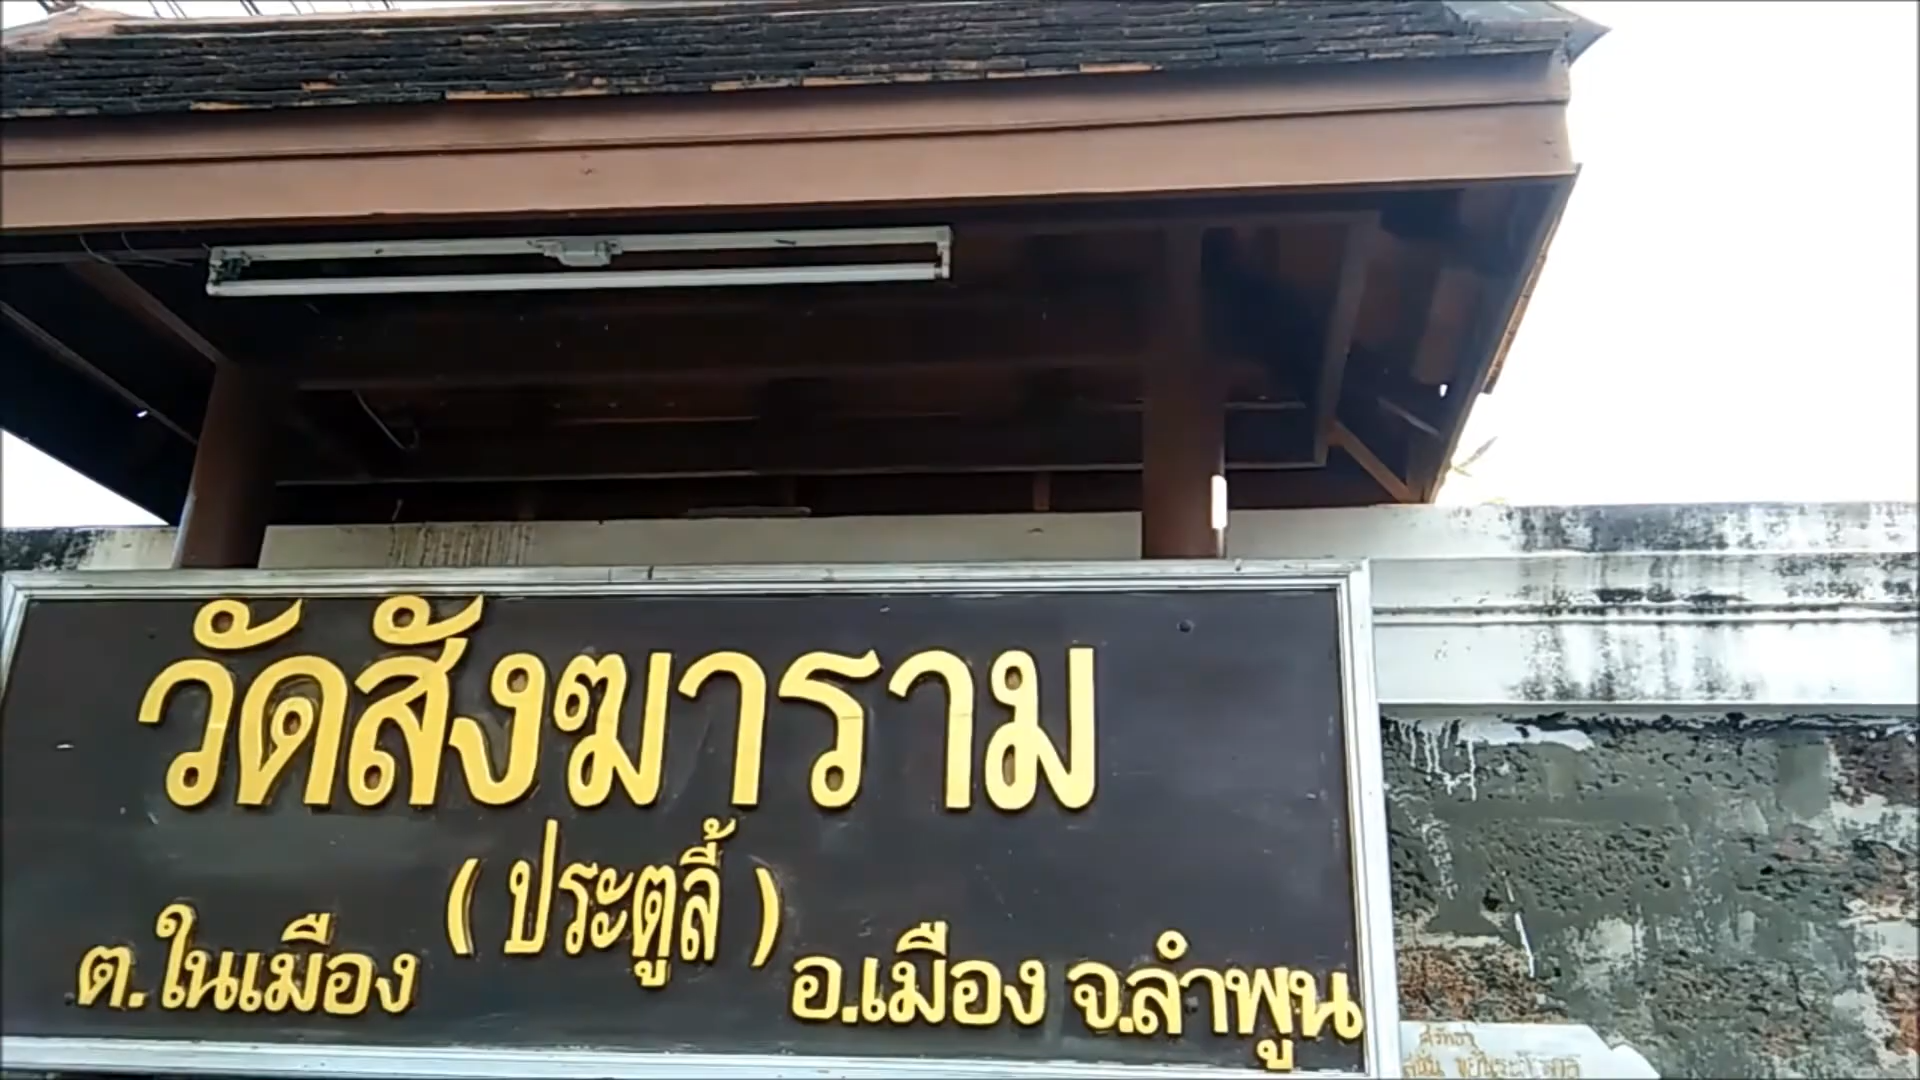 วัดสังฆาราม
( ประตูลี้ )
ต.ในเมือง อ.เมือง จ.ลำพูน